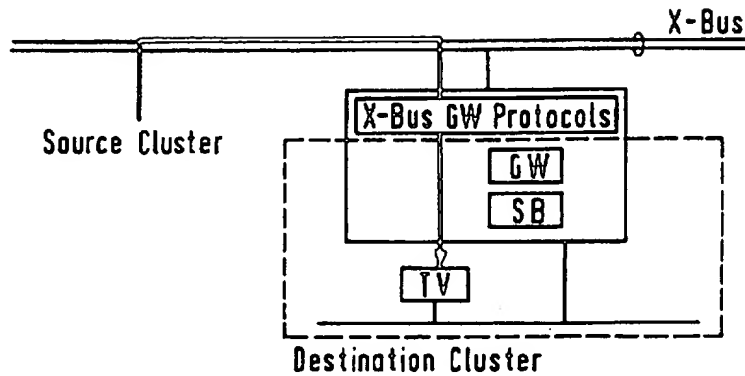 X-Bus
X-Bus GW Protocols
Source Cluster
GW
SB
TV
Destination Cluster